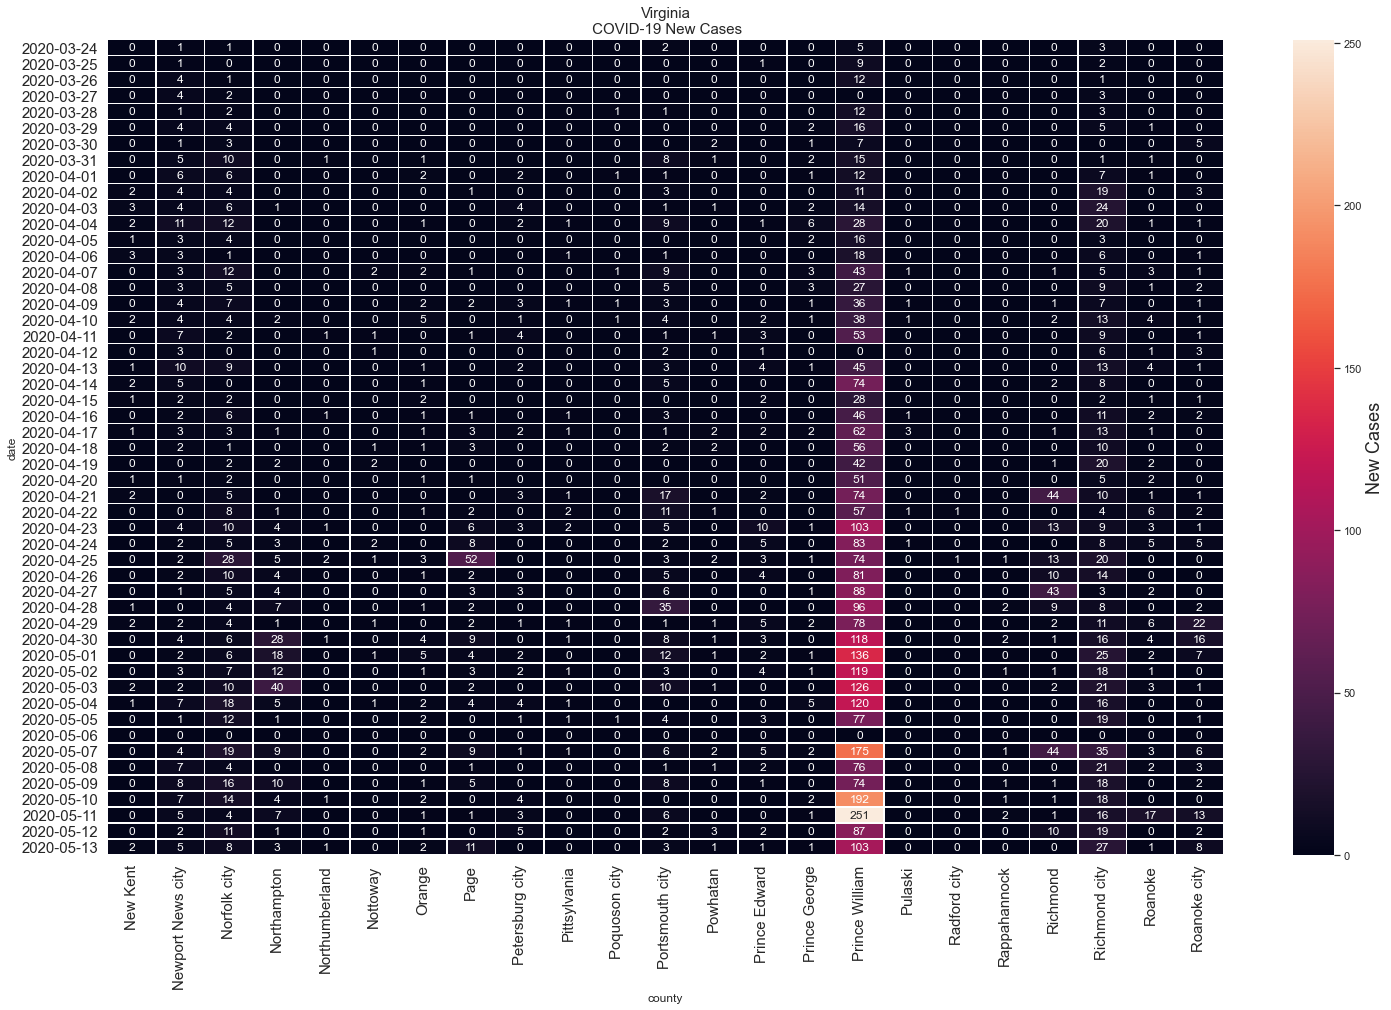 Virginia
COVID-19 New Cases
2020-03-24 0 1 1 0 0 0 0 0 0 0 0 2 0 0 0 5 0 0 0 0 3 0 0
2020-03-25 0 1 0 0 0 0 0 0 0 0 0 0 0 1 0 9 0 0 0 0 2 0 0
2020-03-26 0 4 1 0 0 0 0 0 0 0 0 0 0 0 0 12 0 0 0 0 1 0 0
2020-03-27 0 4 2 0 0 0 0 0 0 0 0 0 0 0 0 0 0 0 0 0 3 0 0
2020-03-28 0 1 2 0 0 0 0 0 0 0 1 1 0 0 0 12 0 0 0 0 3 0 0
2020-03-29 0 4 4 0 0 0 0 0 0 0 0 0 0 0 2 16 0 0 0 0 5 1 0
2020-03-30 0 1 3 0 0 0 0 0 0 0 0 0 2 0 1 7 0 0 0 0 0 0 5
2020-03-31 0 5 10 0 1 0 1 0 0 0 0 8 1 0 2 15 0 0 0 0 1 1 0
2020-04-01 0 6 6 0 0 0 2 0 2 0 1 1 0 0 1 12 0 0 0 0 7 1 0
2020-04-02 2 4 4 0 0 0 0 1 0 0 0 3 0 0 0 11 0 0 0 0 19 0 3
2020-04-03 3 4 6 1 0 0 0 0 4 0 0 1 1 0 2 14 0 0 0 0 24 0 0
2020-04-04 2 11 12 0 0 0 1 0 2 1 0 9 0 1 6 28 0 0 0 0 20 1 1
2020-04-05 1 3 4 0 0 0 0 0 0 0 0 0 0 0 2 16 0 0 0 0 3 0 0
2020-04-06 3 3 1 0 0 0 0 0 0 1 0 1 0 0 0 18 0 0 0 0 6 0 1
2020-04-07 0 3 12 0 0 2 2 1 0 0 1 9 0 0 3 43 1 0 0 1 5 3 1
2020-04-08 0 3 5 0 0 0 0 0 0 0 0 5 0 0 3 27 0 0 0 0 9 1 2
2020-04-09 0 4 7 0 0 0 2 2 3 1 1 3 0 0 1 36 1 0 0 1 7 0 1
2020-04-10 2 4 4 2 0 0 5 0 1 0 1 4 0 2 1 38 1 0 0 2 13 4 1
2020-04-11 0 7 2 0 1 1 0 1 4 0 0 1 1 3 0 53 0 0 0 0 9 0 1
2020-04-12 0 3 0 0 0 1 0 0 0 0 0 2 0 1 0 0 0 0 0 0 6 1 3
2020-04-13 1 10 9 0 0 0 1 0 2 0 0 3 0 4 1 45 0 0 0 0 13 4 1
2020-04-14 2 5 0 0 0 0 1 0 0 0 0 5 0 0 0 74 0 0 0 2 8 0 0
2020-04-15 1 2 2 0 0 0 2 0 0 0 0 0 0 2 0 28 0 0 0 0 2 1 1
2020-04-16 0 2 6 0 1 0 1 1 0 1 0 3 0 0 0 46 1 0 0 0 11 2 2
2020-04-17 1 3 3 1 0 0 1 3 2 1 0 1 2 2 2 62 3 0 0 1 13 1 0
2020-04-18 0 2 1 0 0 1 1 3 0 0 0 2 2 0 0 56 0 0 0 0 10 0 0
2020-04-19 0 0 2 2 0 2 0 0 0 0 0 0 0 0 0 42 0 0 0 1 20 2 0
2020-04-20 1 1 2 0 0 0 1 1 0 0 0 0 0 0 0 51 0 0 0 0 5 2 0
2020-04-21 2 0 5 0 0 0 0 0 3 1 0 17 0 2 0 74 0 0 0 44 10 1 1
2020-04-22 0 0 8 1 0 0 1 2 0 2 0 11 1 0 0 57 1 1 0 0 4 6 2
2020-04-23 0 4 10 4 1 0 0 6 3 2 0 5 0 10 1 103 0 0 0 13 9 3 1
2020-04-24 0 2 5 3 0 2 0 8 0 0 0 2 0 5 0 83 1 0 0 0 8 5 5
2020-04-25 0 2 28 5 2 1 3 52 0 0 0 3 2 3 1 74 0 1 1 13 20 0 0
2020-04-26 0 2 10 4 0 0 1 2 0 0 0 5 0 4 0 81 0 0 0 10 14 0 0
2020-04-27 0 1 5 4 0 0 0 3 3 0 0 6 0 0 1 88 0 0 0 43 3 2 0
2020-04-28 1 0 4 7 0 0 1 2 0 0 0 35 0 0 0 96 0 0 2 9 8 0 2
2020-04-29 2 2 4 1 0 1 0 2 1 1 0 1 1 5 2 78 0 0 0 2 11 6 22
2020-04-30 0 4 6 28 1 0 4 9 0 1 0 8 1 3 0 118 0 0 2 1 16 4 16
2020-05-01 0 2 6 18 0 1 5 4 2 0 0 12 1 2 1 136 0 0 0 0 25 2 7
2020-05-02 0 3 7 12 0 0 1 3 2 1 0 3 0 4 1 119 0 0 1 1 18 1 0
2020-05-03 2 2 10 40 0 0 0 2 0 0 0 10 1 0 0 126 0 0 0 2 21 3 1
2020-05-04 1 7 18 5 0 1 2 4 4 1 0 0 0 0 5 120 0 0 0 0 16 0 0
2020-05-05 0 1 12 1 0 0 2 0 1 1 1 4 0 3 0 77 0 0 0 0 19 0 1
2020-05-06 0 0 0 0 0 0 0 0 0 0 0 0 0 0 0 0 0 0 0 0 0 0 0
2020-05-07 0 4 19 9 0 0 2 9 1 1 0 6 2 5 2 175 0 0 1 44 35 3 6
2020-05-08 0 7 4 0 0 0 0 1 0 0 0 1 1 2 0 76 0 0 0 0 21 2 3
2020-05-09 0 8 16 10 0 0 1 5 0 0 0 8 0 1 0 74 0 0 1 1 18 0 2
2020-05-10 0 7 14 4 1 0 2 0 4 0 0 0 0 0 2 192 0 0 1 1 18 0 0
2020-05-11 0 5 4 7 0 0 1 1 3 0 0 6 0 0 1 251 0 0 2 1 16 17 13
2020-05-12 0 2 11 1 0 0 1 0 5 0 0 2 3 2 0 87 0 0 0 10 19 0 2
2020-05-13 2 5 8 3 1 0 2 11 0 0 0 3 1 1 1 103 0 0 0 0 27 1 8
date
New Kent
Newport News city
Norfolk city
Northampton
Northumberland
Nottoway
Orange
Page
Petersburg city
Pittsylvania
Poquoson city
Portsmouth city
Powhatan
Prince Edward
Prince George
Prince William
Pulaski
Radford city
Rappahannock
Richmond
Richmond city
Roanoke
Roanoke city
county
250
200
150
100
50
0
New Cases